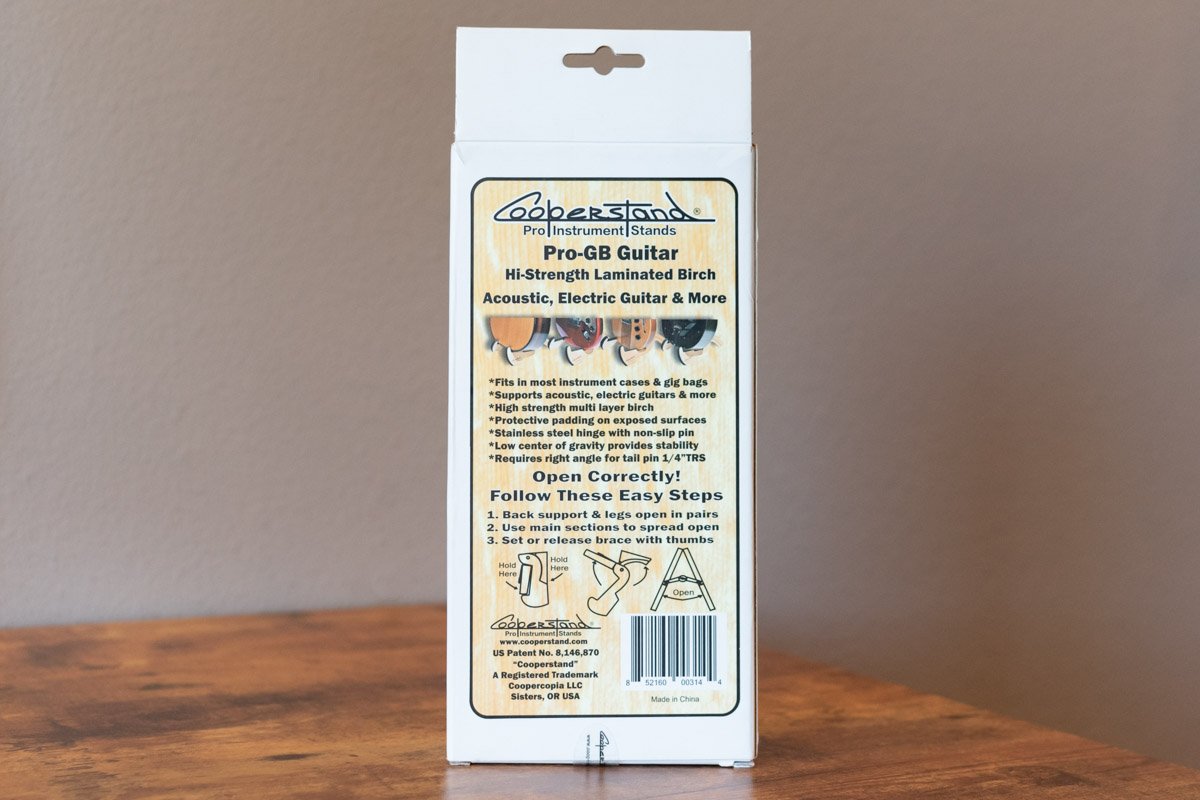 Cooperstand®
Pro Instrument Stands
Pro-GB Guitar
Hi-Strength Laminated Birch
Acoustic, Electric Guitar & More
*Fits in most instrument cases & gig bags
*Supports acoustic, electric guitars & more
*High strength multi layer birch
*Protective padding on exposed surfaces
*Stainless steel hinge with non-slip pin
*Low center of gravity provides stability
*Requires right angle for tail pin 1/4"TRS
Open Correctly!
Follow These Easy Steps
1. Back support & legs open in pairs
2. Use main sections to spread open
3. Set or release brace with thumbs
Hold
Here
Hold
Here
Open
Cooperstand®
Pro Instrument Stands
www.cooperstand.com
US Patent No. 8,146,870
“Cooperstand”
A Registered Trademark
Coopercopia LLC
Sisters, OR USA
8 52160 00314 4
Made in China